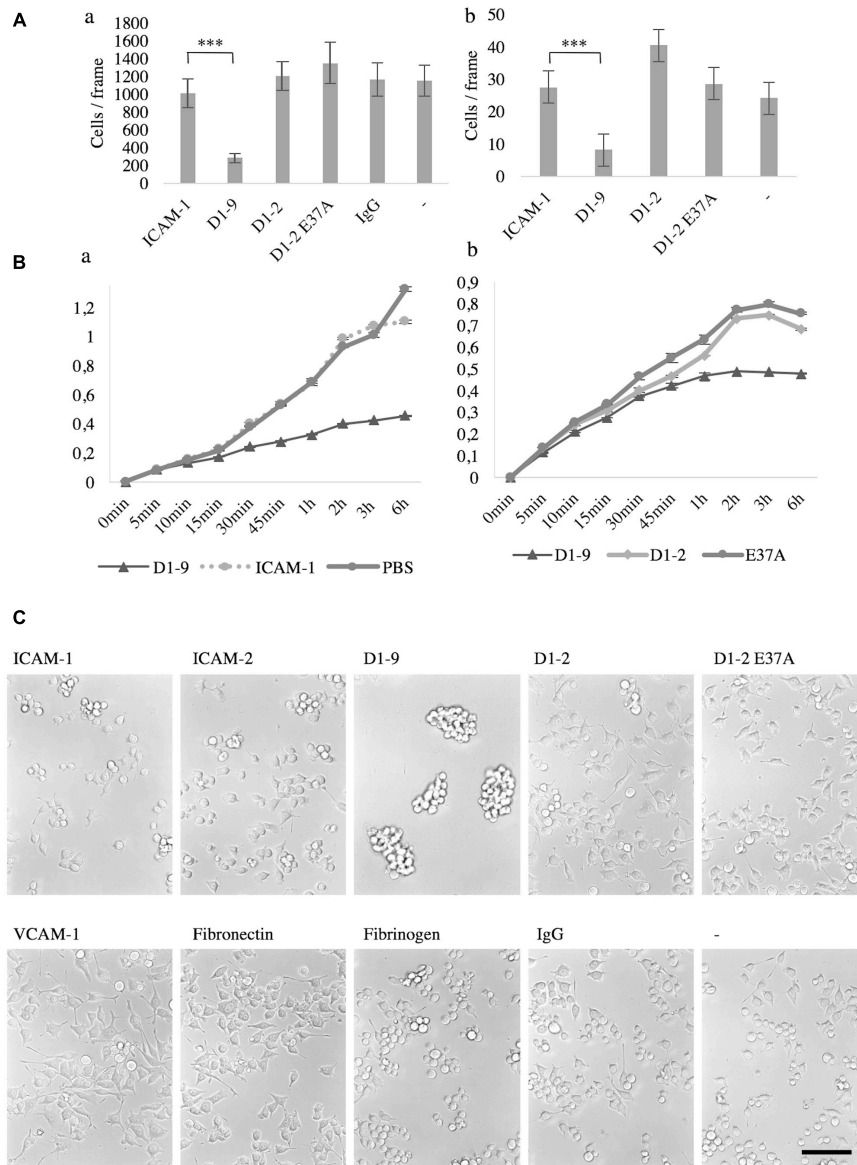 A
a
1800
1600
1400
1200
1000
800
600
400
200
0
Cells / frame
***
ICAM-1
D1-9
D1-2
D1-2 E37A
IgG
-
b
50
40
30
20
10
0
Cells / frame
***
ICAM-1
D1-9
D1-2
D1-2 E37A
-
B
a
1,2
1
0,8
0,6
0,4
0,2
0
0min
5min
10min
15min
30min
45min
1h
2h
3h
6h
D1-9 ICAM-1 PBS
b
0,9
0,8
0,7
0,6
0,5
0,4
0,3
0,2
0,1
0
0min
5min
10min
15min
30min
45min
1h
2h
3h
6h
D1-9 D1-2 E37A
C
ICAM-1 ICAM-2 D1-9 D1-2 D1-2 E37A
VCAM-1 Fibronectin Fibrinogen IgG -